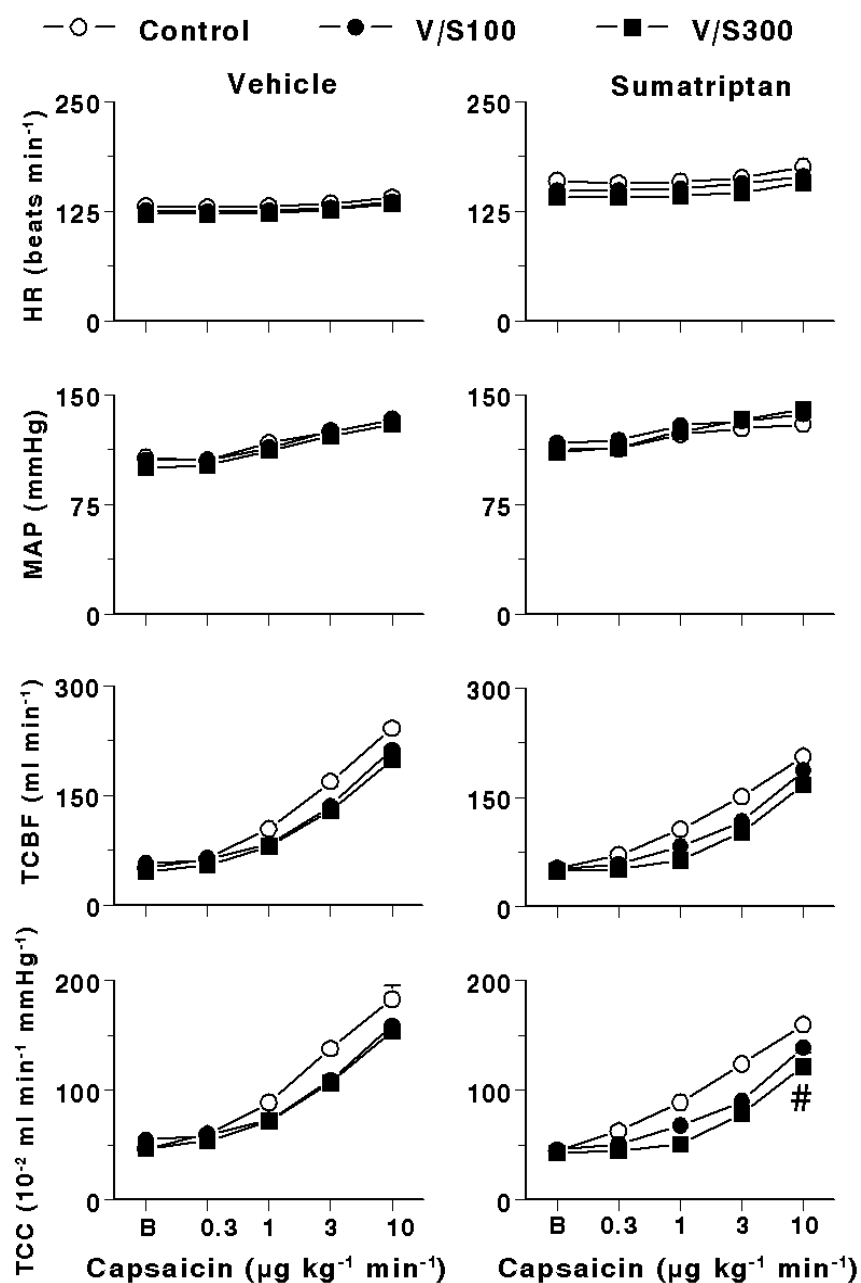 Control V/S100 V/S300
Vehicle Sumatriptan
HR (beats min⁻¹)
250 250
125 125
0 0
MAP (mmHg)
150 150
75 75
0 0
TCBF (ml min⁻¹)
300 300
150 150
0 0
TCC (10⁻² ml min⁻¹ mmHg⁻¹)
200 200
100 100
#
0 0
B 0.3 1 3 10 B 0.3 1 3 10
Capsaicin (µg kg⁻¹ min⁻¹) Capsaicin (µg kg⁻¹ min⁻¹)